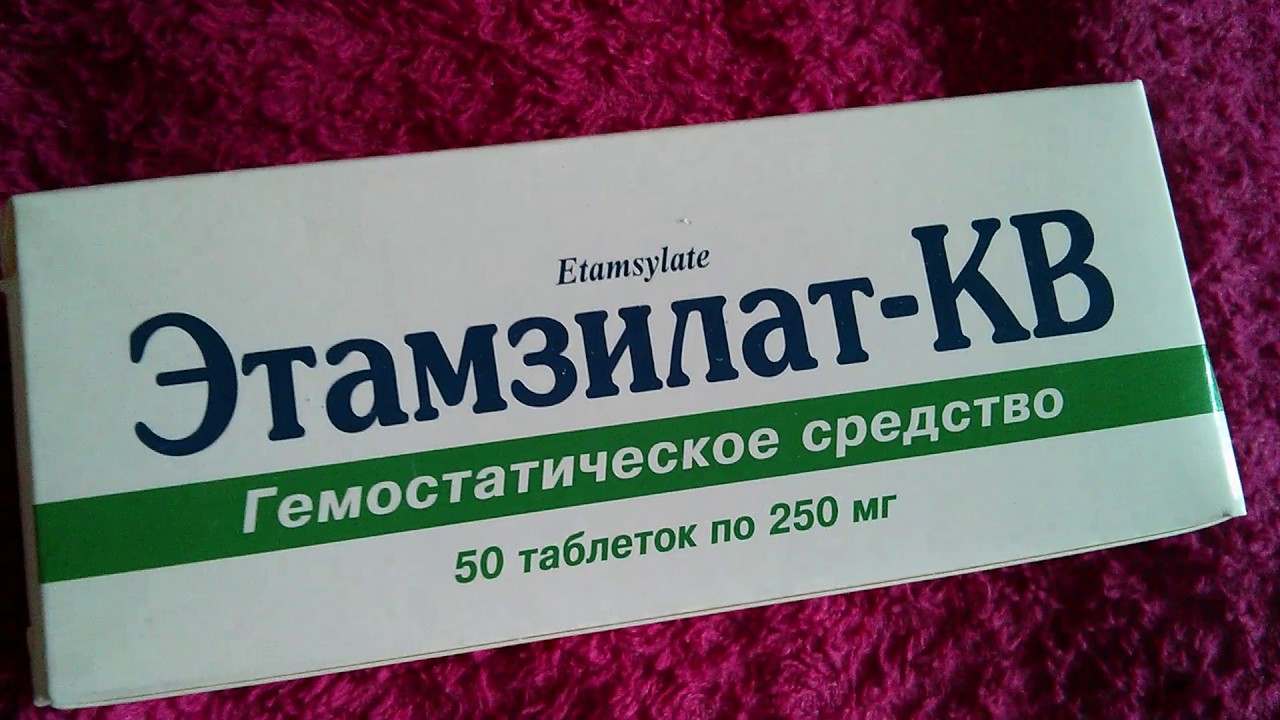 Etamsylate
Этамзилат-КВ
Гемостатическое средство
50 таблеток по 250 мг